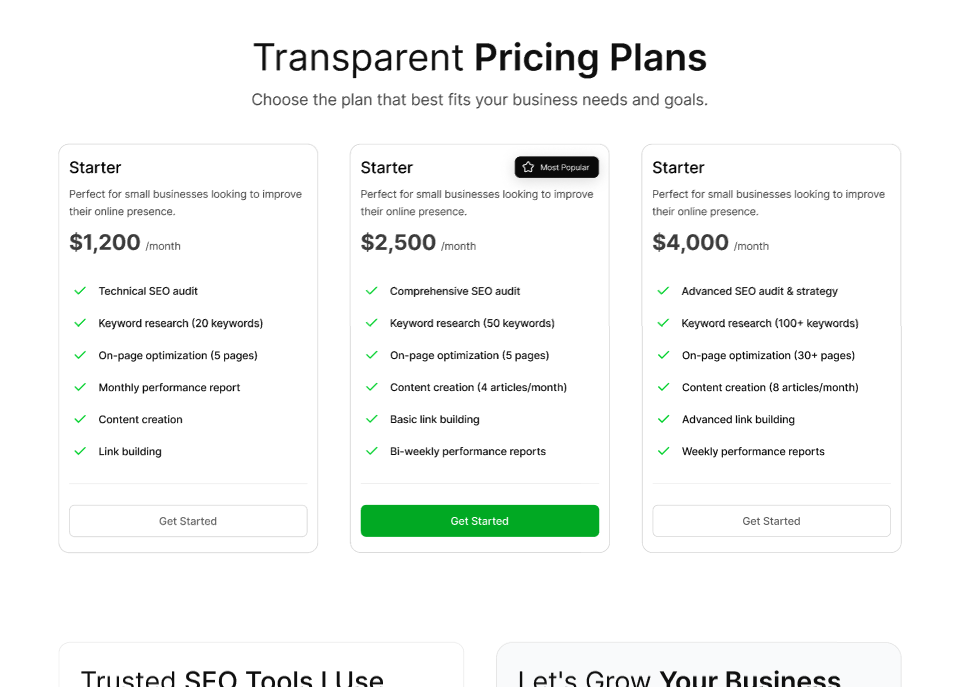 Transparent Pricing Plans
Choose the plan that best fits your business needs and goals.
Starter
Perfect for small businesses looking to improve
their online presence.
$1,200 /month
Technical SEO audit
Keyword research (20 keywords)
On-page optimization (5 pages)
Monthly performance report
Content creation
Link building
Get Started
Starter
Most Popular
Perfect for small businesses looking to improve
their online presence.
$2,500 /month
Comprehensive SEO audit
Keyword research (50 keywords)
On-page optimization (5 pages)
Content creation (4 articles/month)
Basic link building
Bi-weekly performance reports
Get Started
Starter
Perfect for small businesses looking to improve
their online presence.
$4,000 /month
Advanced SEO audit & strategy
Keyword research (100+ keywords)
On-page optimization (30+ pages)
Content creation (8 articles/month)
Advanced link building
Weekly performance reports
Get Started
Trusted SEO Tools I Use
Let's Grow Your Business